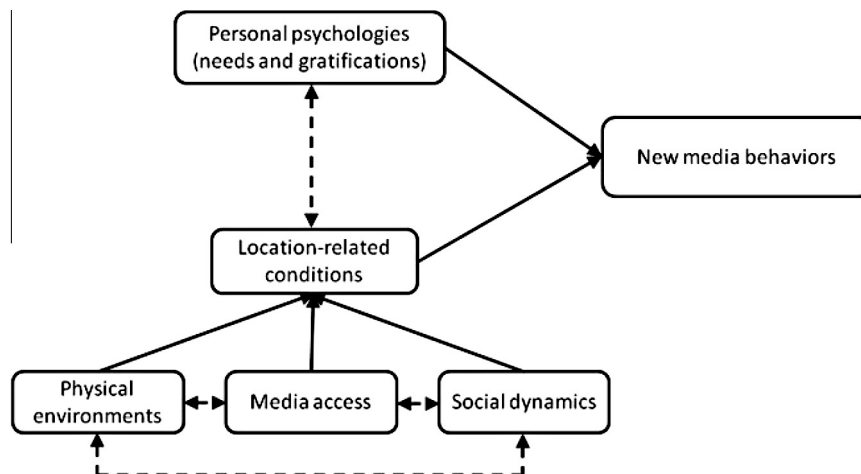 Personal psychologies
(needs and gratifications)
New media behaviors
Location-related
conditions
Physical
environments
Media access
Social dynamics